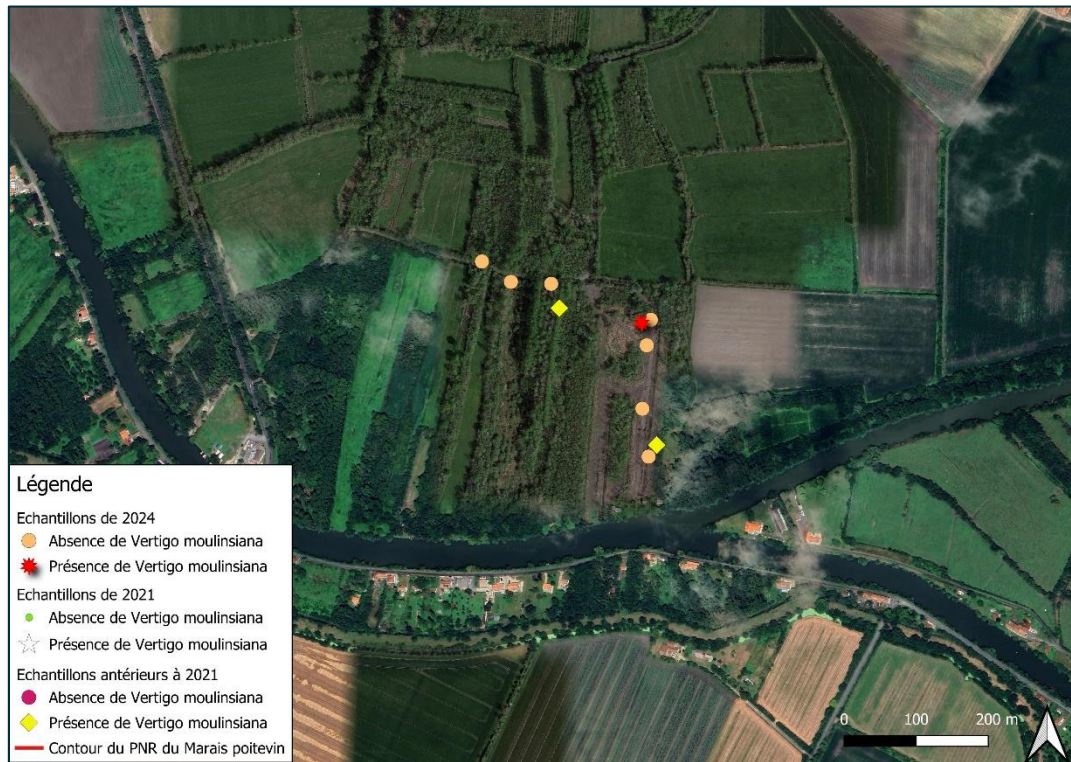 Légende
Echantillons de 2024
Absence de Vertigo moulinsiana
Présence de Vertigo moulinsiana
Echantillons de 2021
Absence de Vertigo moulinsiana
Présence de Vertigo moulinsiana
Echantillons antérieurs à 2021
Absence de Vertigo moulinsiana
Présence de Vertigo moulinsiana
Contour du PNR du Marais poitevin
0 100 200 m